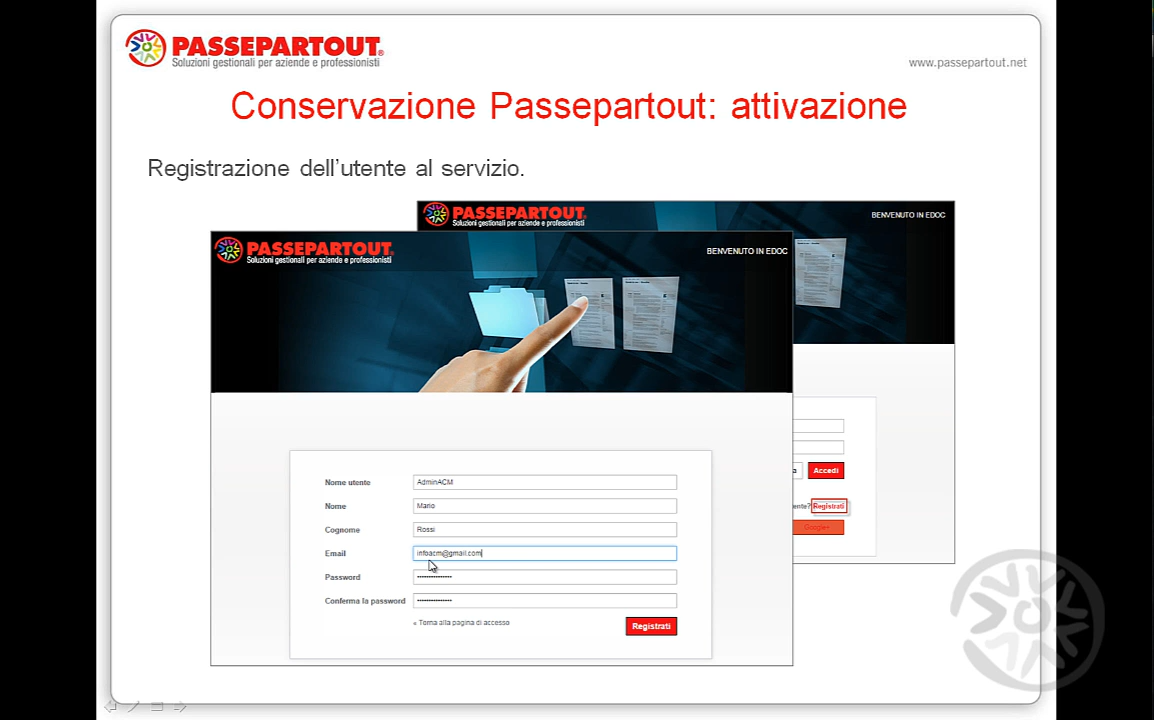 PASSEPARTOUT®
Soluzioni gestionali per aziende e professionisti
www.passepartout.net
Conservazione Passepartout: attivazione
Registrazione dell'utente al servizio.
PASSEPARTOUT
Soluzioni gestionali per aziende e professionisti
BENVENUTO IN EDOC
PASSEPARTOUT
Soluzioni gestionali per aziende e professionisti
BENVENUTO IN EDOC
Accedi
Registrati
Google+
Nome utente AdminACM
Nome Mario
Cognome Rossi
Email infoacm@gmail.com
Password ••••••••••••••
Conferma la password ••••••••••••••
« Torna alla pagina di accesso
Registrati